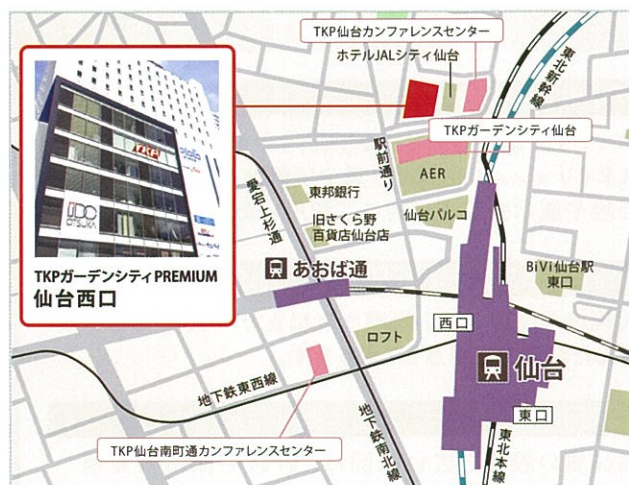 TKP仙台カンファレンスセンター
ホテルJALシティ仙台
東北新幹線
TKPガーデンシティ仙台
駅前通り
AER
愛宕上杉通
東邦銀行
旧さくら野
百貨店仙台店
仙台パルコ
TKP
IDC
OTSUKA
TKPガーデンシティPREMIUM
仙台西口
あおば通
BiVi仙台駅
東口
西口
ロフト
仙台
地下鉄東西線
東口
TKP仙台南町通カンファレンスセンター
地下鉄南北線
東北本線